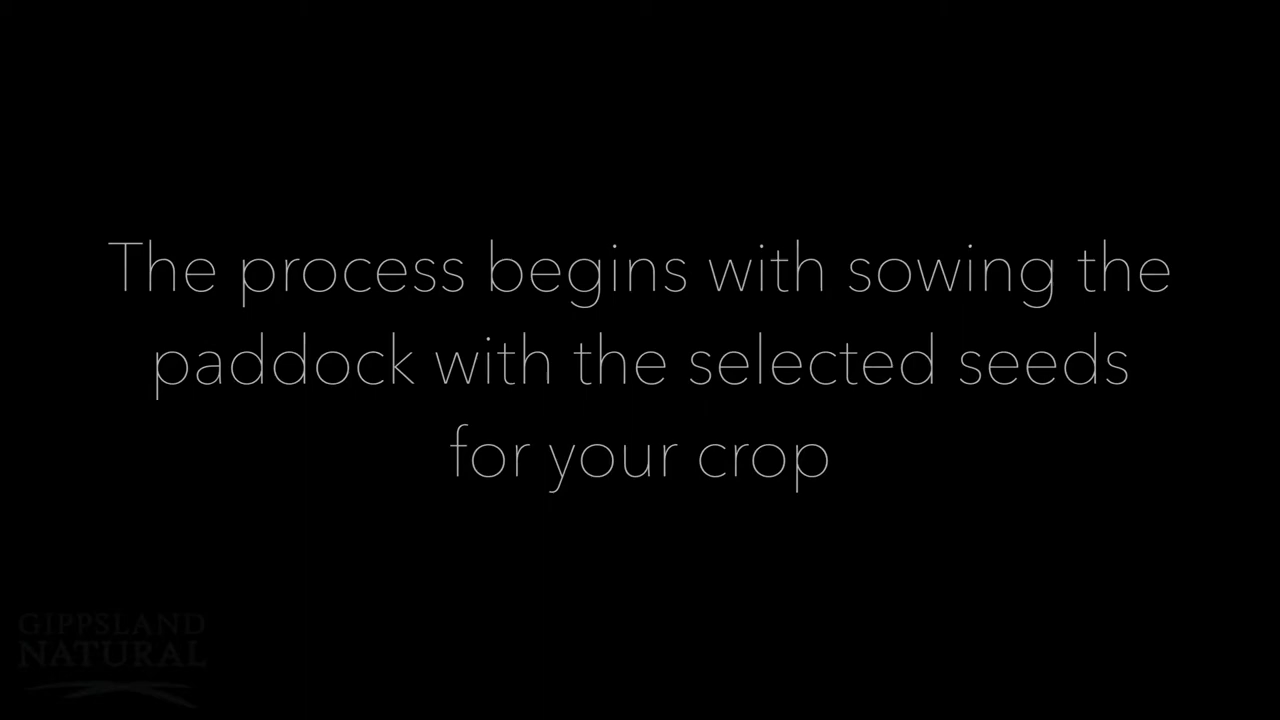 The process begins with sowing the
paddock with the selected seeds
for your crop
GIPPSLAND
NATURAL